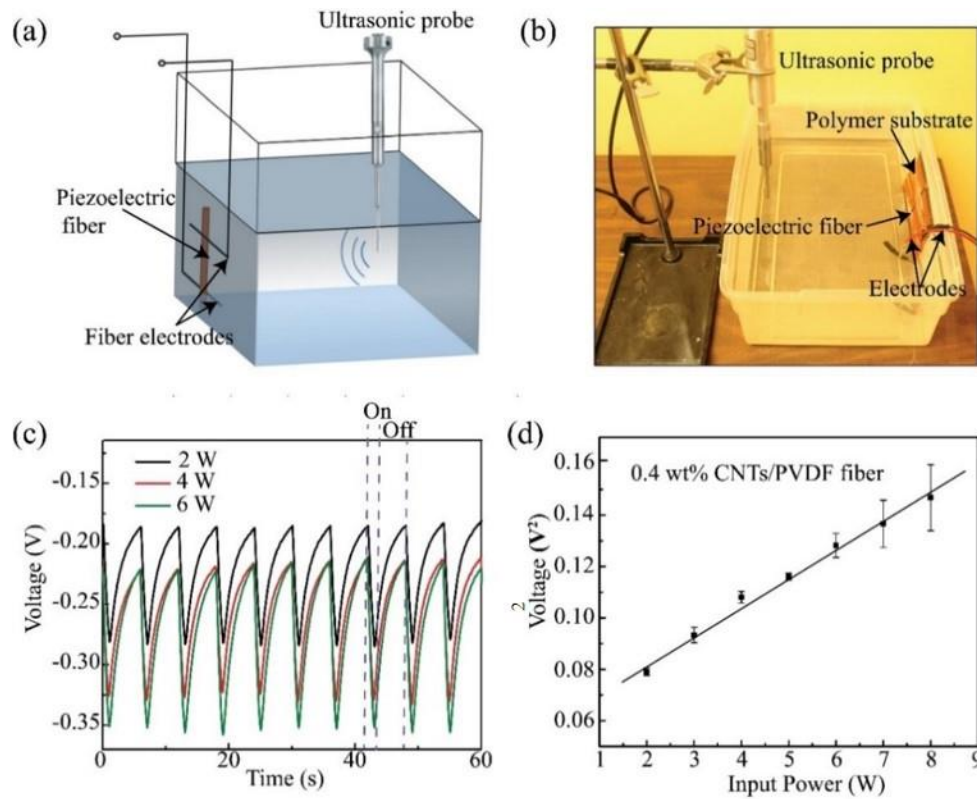 (a)
Ultrasonic probe
Piezoelectric
fiber
Fiber electrodes
(b)
Ultrasonic probe
Polymer substrate
Piezoelectric fiber
Electrodes
(c)
On
Off
2 W
4 W
6 W
Voltage (V)
-0.15
-0.20
-0.25
-0.30
-0.35
0
20
40
60
Time (s)
(d)
0.4 wt% CNTs/PVDF fiber
Voltage² (V²)
0.16
0.14
0.12
0.10
0.08
0.06
1
2
3
4
5
6
7
8
9
Input Power (W)